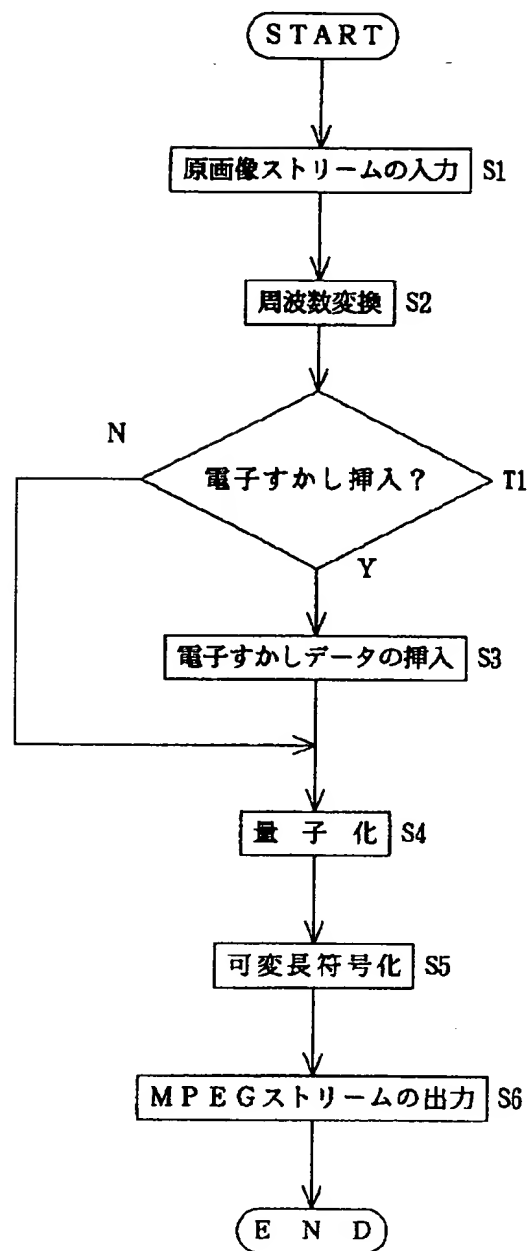 START
原画像ストリームの入力 S1
周波数変換 S2
N
電子すかし挿入? T1
Y
電子すかしデータの挿入 S3
量子化 S4
可変長符号化 S5
MPEGストリームの出力 S6
END